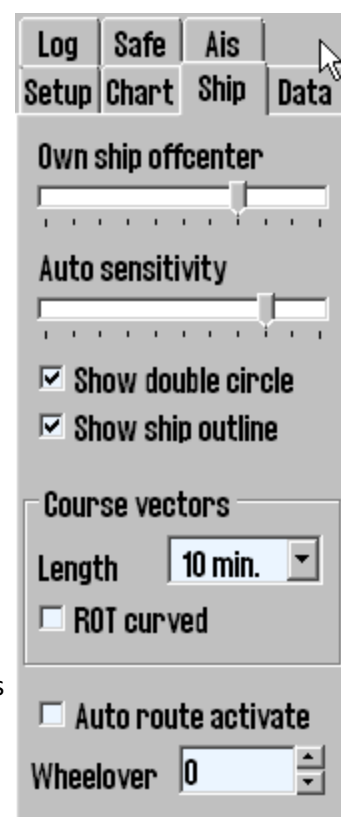 Log Safe Ais
Setup Chart Ship Data
Own ship offcenter
Auto sensitivity
Show double circle
Show ship outline
Course vectors
Length 10 min.
ROT curved
s
Auto route activate
Wheelover 0